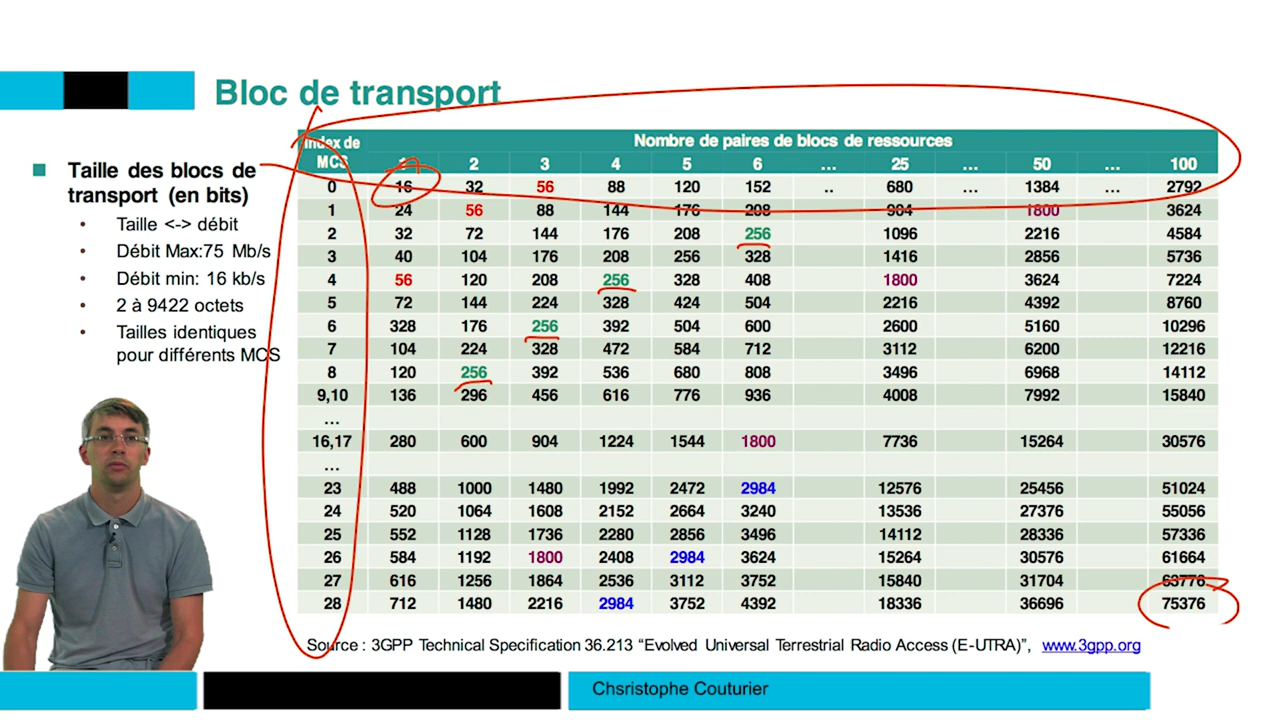 Bloc de transport
Taille des blocs de
transport (en bits)
Taille <-> débit
Débit Max:75 Mb/s
Débit min: 16 kb/s
2 à 9422 octets
Tailles identiques
pour différents MCS
Index de
MCS
Nombre de paires de blocs de ressources
1 2 3 4 5 6 ... 25 ... 50 ... 100
0 16 32 56 88 120 152 .. 680 ... 1384 ... 2792
1 24 56 88 144 176 208 904 1800 3624
2 32 72 144 176 208 256 1096 2216 4584
3 40 104 176 208 256 328 1416 2856 5736
4 56 120 208 256 328 408 1800 3624 7224
5 72 144 224 328 424 504 2216 4392 8760
6 328 176 256 392 504 600 2600 5160 10296
7 104 224 328 472 584 712 3112 6200 12216
8 120 256 392 536 680 808 3496 6968 14112
9,10 136 296 456 616 776 936 4008 7992 15840
...
16,17 280 600 904 1224 1544 1800 7736 15264 30576
...
23 488 1000 1480 1992 2472 2984 12576 25456 51024
24 520 1064 1608 2152 2664 3240 13536 27376 55056
25 552 1128 1736 2280 2856 3496 14112 28336 57336
26 584 1192 1800 2408 2984 3624 15264 30576 61664
27 616 1256 1864 2536 3112 3752 15840 31704 63776
28 712 1480 2216 2984 3752 4392 18336 36696 75376
Source : 3GPP Technical Specification 36.213 “Evolved Universal Terrestrial Radio Access (E-UTRA)”, www.3gpp.org
Chsristophe Couturier